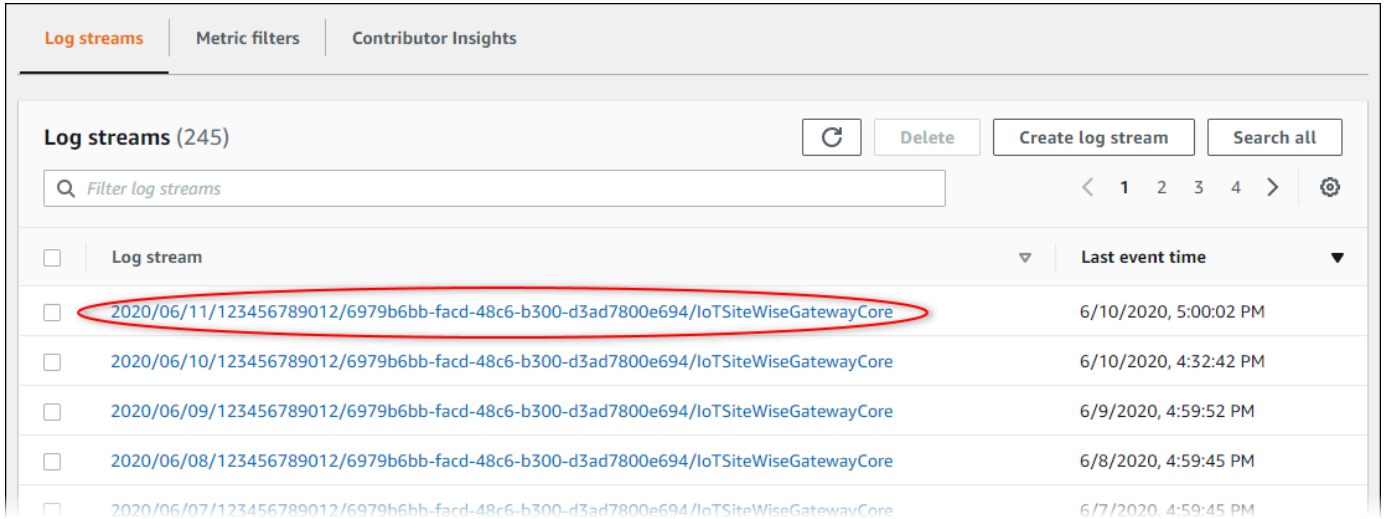 Log streams Metric filters Contributor Insights
Log streams (245) Delete Create log stream Search all
Filter log streams 1 2 3 4
Log stream Last event time
2020/06/11/123456789012/6979b6bb-facd-48c6-b300-d3ad7800e694/IoTSiteWiseGatewayCore 6/10/2020, 5:00:02 PM
2020/06/10/123456789012/6979b6bb-facd-48c6-b300-d3ad7800e694/IoTSiteWiseGatewayCore 6/10/2020, 4:32:42 PM
2020/06/09/123456789012/6979b6bb-facd-48c6-b300-d3ad7800e694/IoTSiteWiseGatewayCore 6/9/2020, 4:59:52 PM
2020/06/08/123456789012/6979b6bb-facd-48c6-b300-d3ad7800e694/IoTSiteWiseGatewayCore 6/8/2020, 4:59:45 PM
2020/06/07/123456789012/6979b6bb-facd-48c6-b300-d3ad7800e694/IoTSiteWiseGatewayCore 6/7/2020, 4:59:45 PM